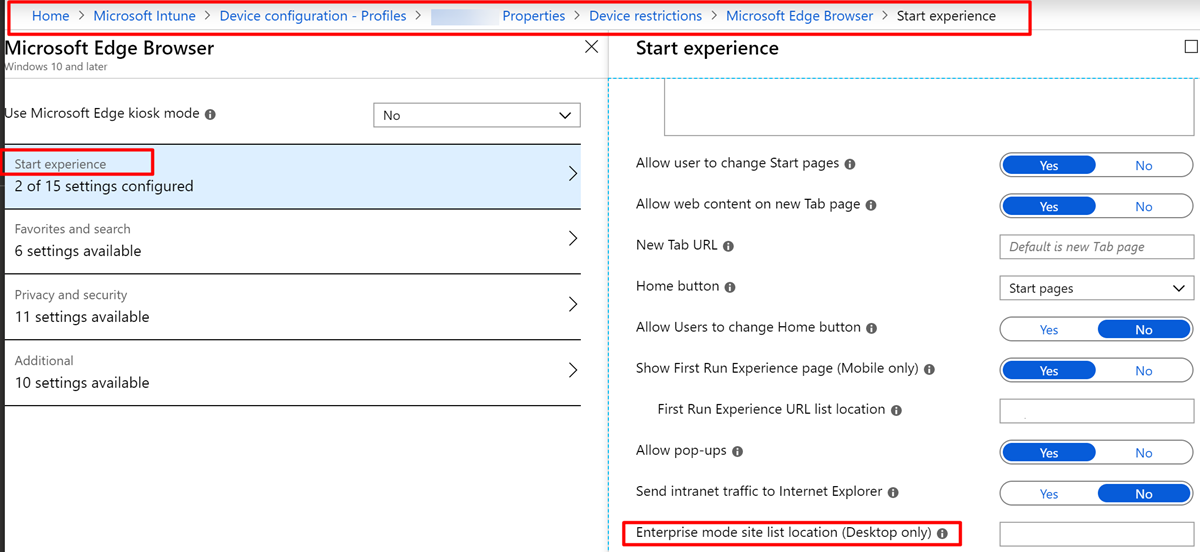 Home > Microsoft Intune > Device configuration - Profiles > Properties > Device restrictions > Microsoft Edge Browser > Start experience
Microsoft Edge Browser
Windows 10 and later
Use Microsoft Edge kiosk mode
No
Start experience
2 of 15 settings configured
Favorites and search
6 settings available
Privacy and security
11 settings available
Additional
10 settings available
Start experience
Allow user to change Start pages Yes No
Allow web content on new Tab page Yes No
New Tab URL Default is new Tab page
Home button Start pages
Allow Users to change Home button Yes No
Show First Run Experience page (Mobile only) Yes No
First Run Experience URL list location
Allow pop-ups Yes No
Send intranet traffic to Internet Explorer Yes No
Enterprise mode site list location (Desktop only)